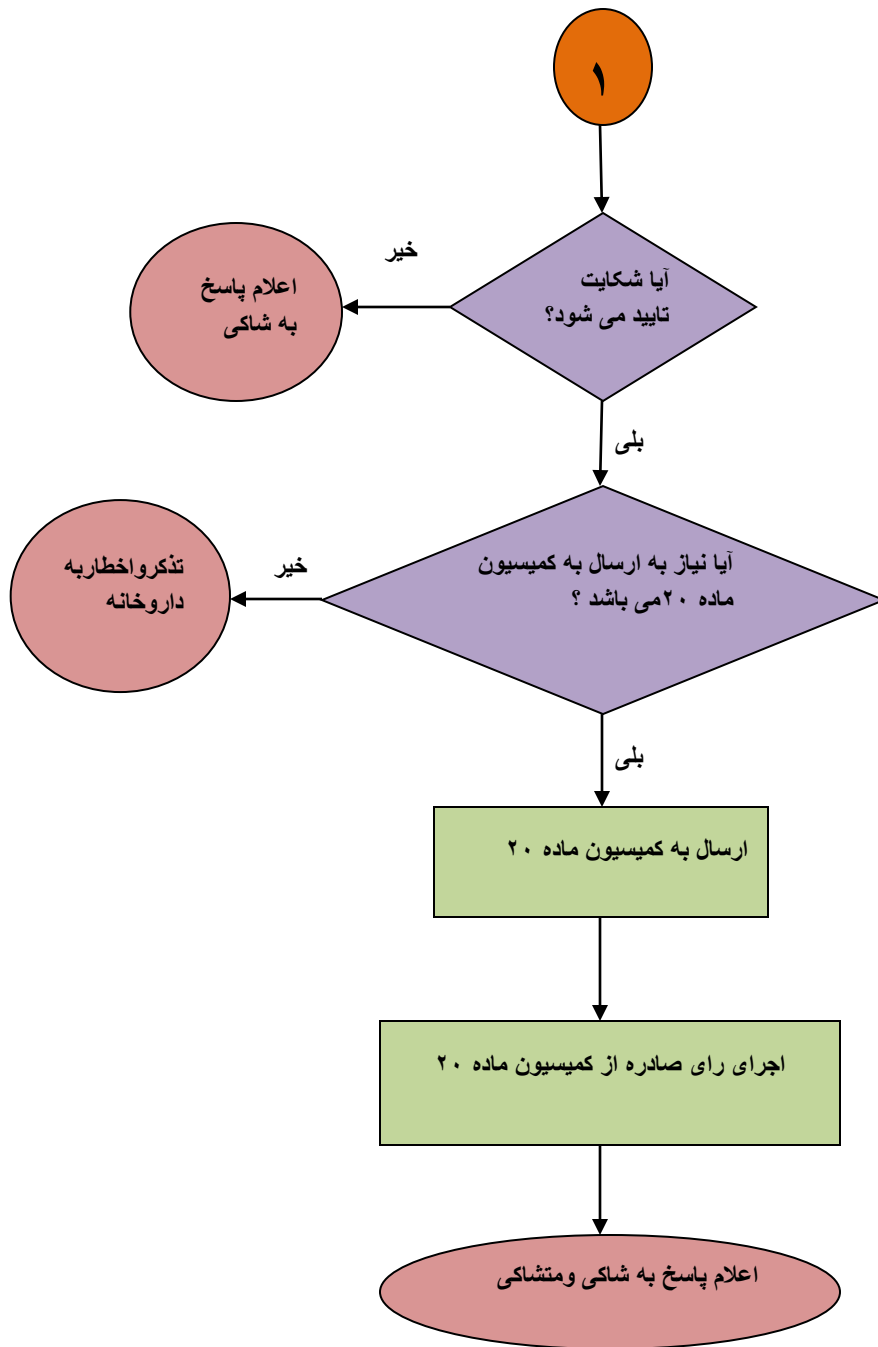 ۱
آیا شکایت
تایید می شود؟
خیر
اعلام پاسخ
به شاکی
بلی
آیا نیاز به ارسال به کمیسیون
ماده ۲۰می باشد ؟
خیر
تذکرواخطاربه
داروخانه
بلی
ارسال به کمیسیون ماده ۲۰
اجرای رای صادره از کمیسیون ماده ۲۰
اعلام پاسخ به شاکی ومتشاکی